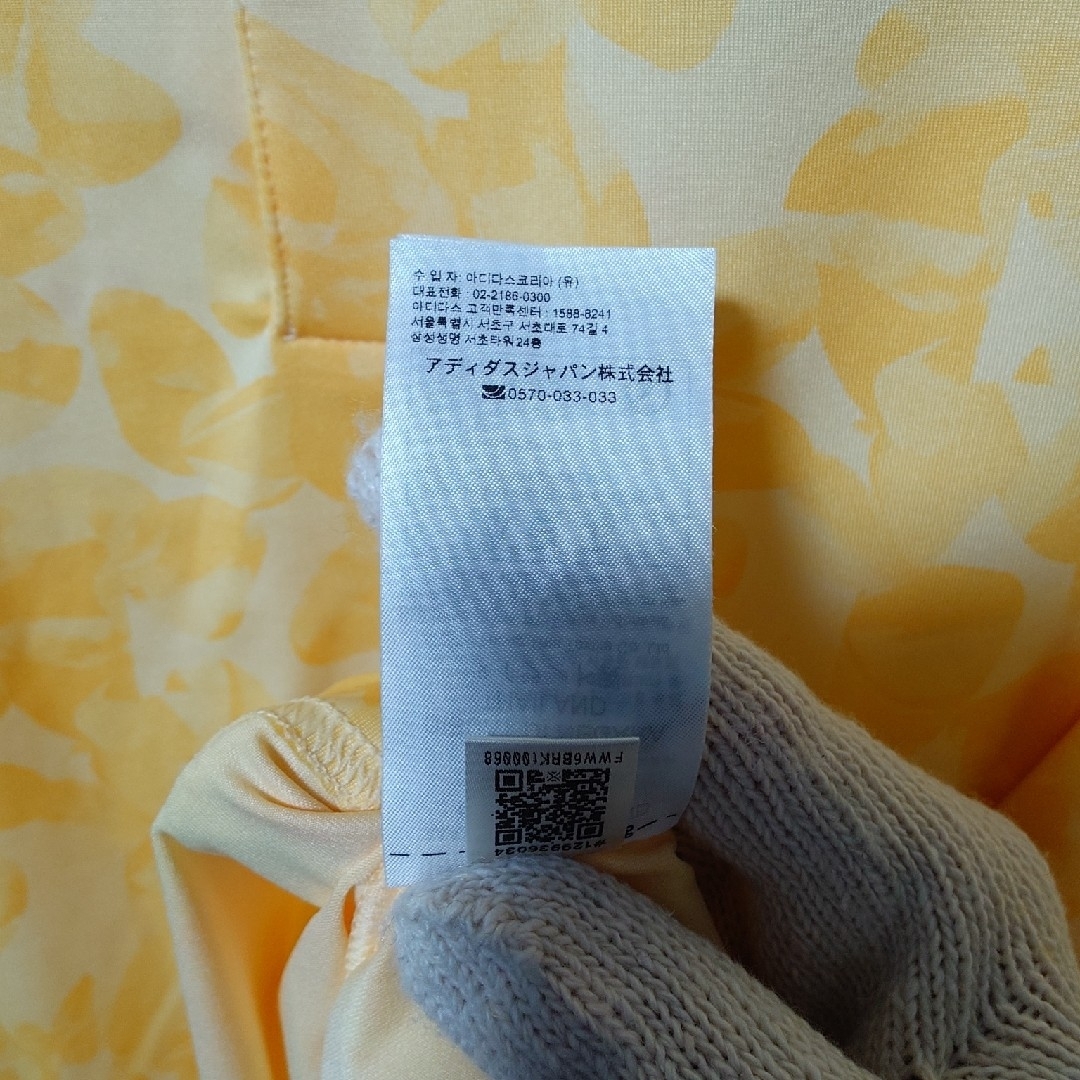 수 입 자: 아디다스코리아 (유)
대표전화 : 02-2186-0300
아디다스 고객만족센터 : 1588-8241
서울특별시 서초구 서초대로 74길 4
삼성생명 서초타워 24층
アディダスジャパン株式会社
0570-033-033
FWW6BRK100068
#1299936034